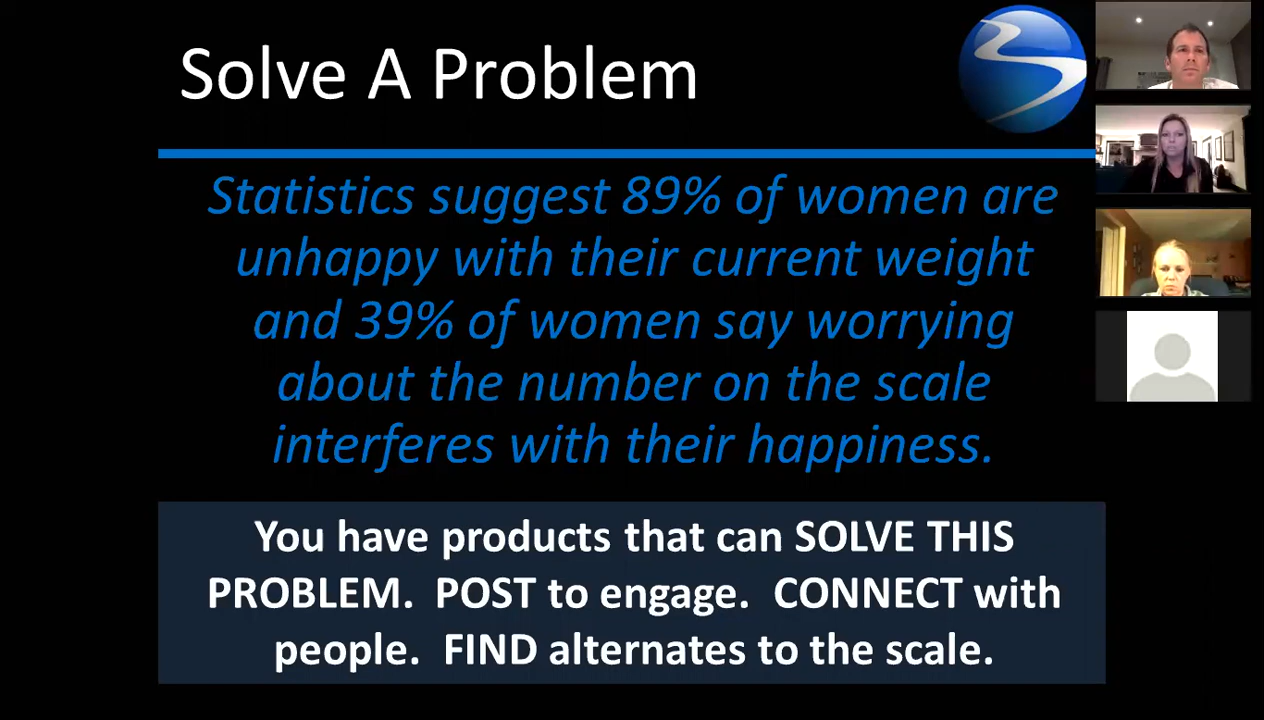 Solve A Problem
Statistics suggest 89% of women are
unhappy with their current weight
and 39% of women say worrying
about the number on the scale
interferes with their happiness.
You have products that can SOLVE THIS
PROBLEM.  POST to engage.  CONNECT with
people.  FIND alternates to the scale.